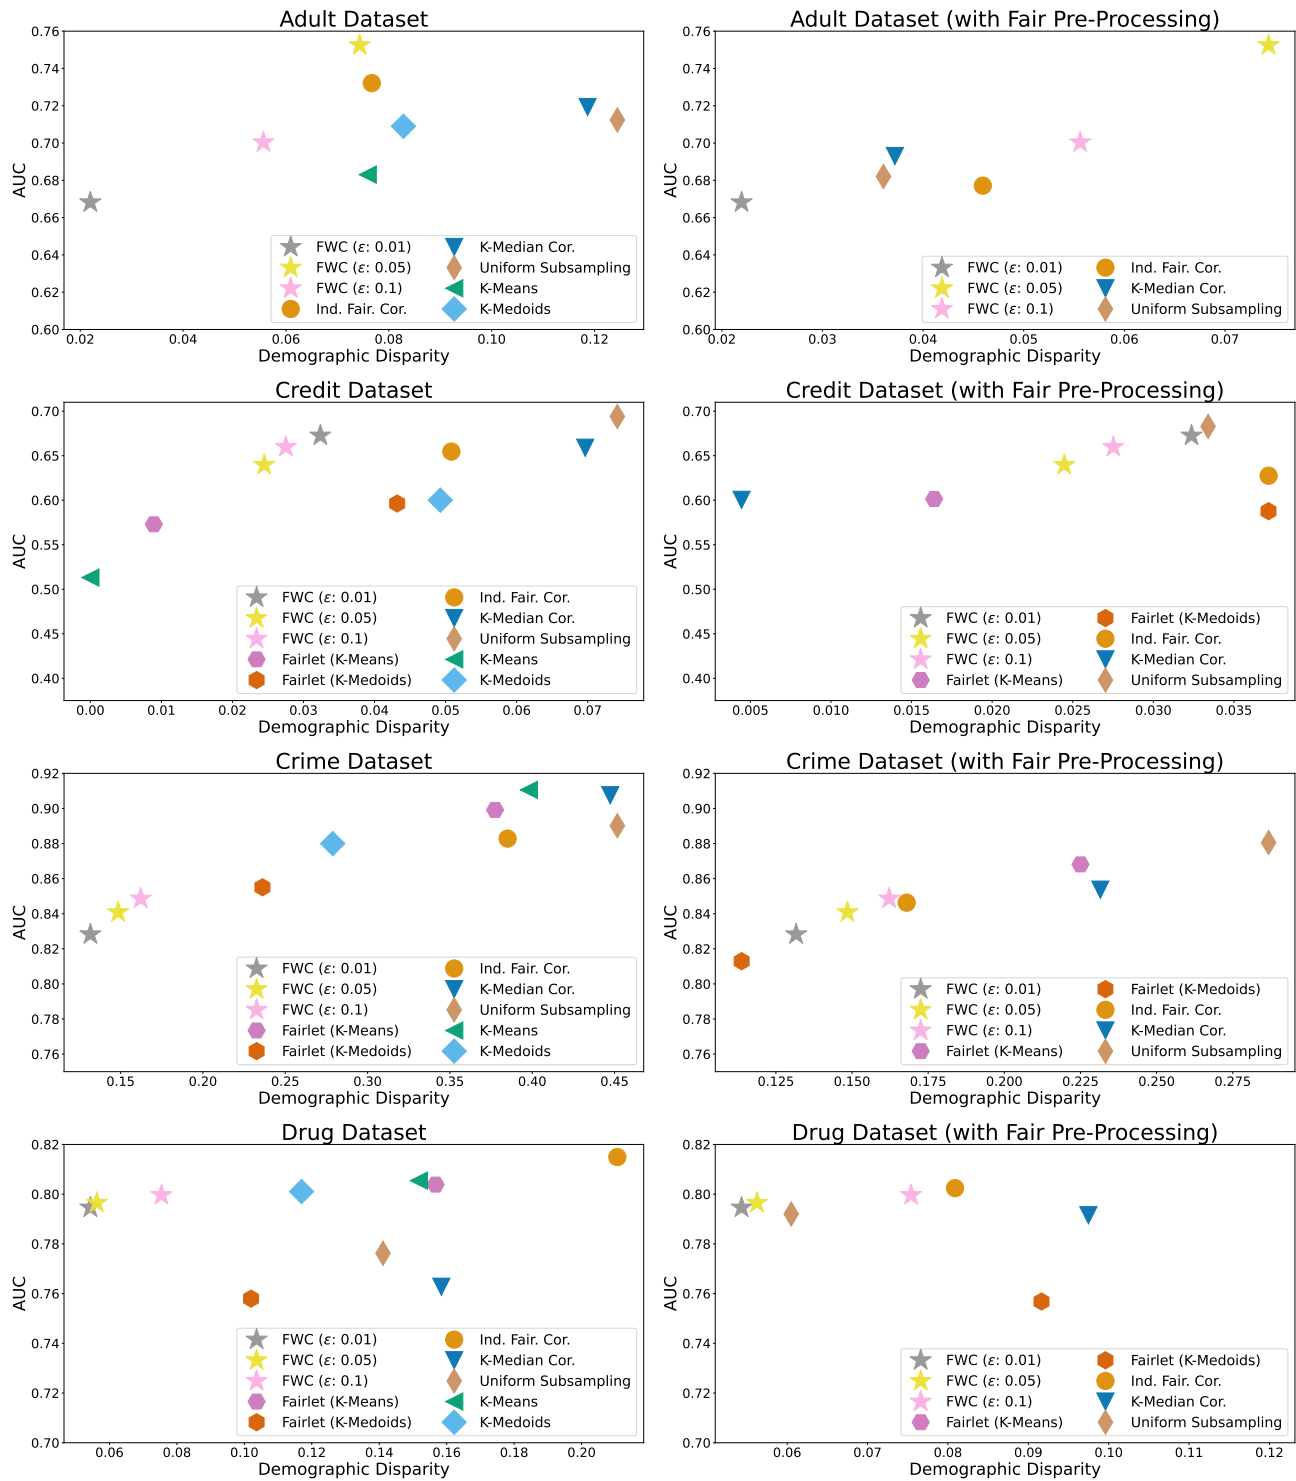 Adult Dataset
AUC
0.76
0.74
0.72
0.70
0.68
0.66
0.64
0.62
0.60
FWC (ε: 0.01)
FWC (ε: 0.05)
FWC (ε: 0.1)
Ind. Fair. Cor.
K-Median Cor.
Uniform Subsampling
K-Means
K-Medoids
0.02 0.04 0.06 0.08 0.10 0.12
Demographic Disparity
Adult Dataset (with Fair Pre-Processing)
AUC
0.76
0.74
0.72
0.70
0.68
0.66
0.64
0.62
0.60
FWC (ε: 0.01)
FWC (ε: 0.05)
FWC (ε: 0.1)
Ind. Fair. Cor.
K-Median Cor.
Uniform Subsampling
0.02 0.03 0.04 0.05 0.06 0.07
Demographic Disparity
Credit Dataset
AUC
0.70
0.65
0.60
0.55
0.50
0.45
0.40
FWC (ε: 0.01)
FWC (ε: 0.05)
FWC (ε: 0.1)
Fairlet (K-Means)
Fairlet (K-Medoids)
Ind. Fair. Cor.
K-Median Cor.
Uniform Subsampling
K-Means
K-Medoids
0.00 0.01 0.02 0.03 0.04 0.05 0.06 0.07
Demographic Disparity
Credit Dataset (with Fair Pre-Processing)
AUC
0.70
0.65
0.60
0.55
0.50
0.45
0.40
FWC (ε: 0.01)
FWC (ε: 0.05)
FWC (ε: 0.1)
Fairlet (K-Means)
Fairlet (K-Medoids)
Ind. Fair. Cor.
K-Median Cor.
Uniform Subsampling
0.005 0.010 0.015 0.020 0.025 0.030 0.035
Demographic Disparity
Crime Dataset
AUC
0.92
0.90
0.88
0.86
0.84
0.82
0.80
0.78
0.76
FWC (ε: 0.01)
FWC (ε: 0.05)
FWC (ε: 0.1)
Fairlet (K-Means)
Fairlet (K-Medoids)
Ind. Fair. Cor.
K-Median Cor.
Uniform Subsampling
K-Means
K-Medoids
0.15 0.20 0.25 0.30 0.35 0.40 0.45
Demographic Disparity
Crime Dataset (with Fair Pre-Processing)
AUC
0.92
0.90
0.88
0.86
0.84
0.82
0.80
0.78
0.76
FWC (ε: 0.01)
FWC (ε: 0.05)
FWC (ε: 0.1)
Fairlet (K-Means)
Fairlet (K-Medoids)
Ind. Fair. Cor.
K-Median Cor.
Uniform Subsampling
0.125 0.150 0.175 0.200 0.225 0.250 0.275
Demographic Disparity
Drug Dataset
AUC
0.82
0.80
0.78
0.76
0.74
0.72
0.70
FWC (ε: 0.01)
FWC (ε: 0.05)
FWC (ε: 0.1)
Fairlet (K-Means)
Fairlet (K-Medoids)
Ind. Fair. Cor.
K-Median Cor.
Uniform Subsampling
K-Means
K-Medoids
0.06 0.08 0.10 0.12 0.14 0.16 0.18 0.20
Demographic Disparity
Drug Dataset (with Fair Pre-Processing)
AUC
0.82
0.80
0.78
0.76
0.74
0.72
0.70
FWC (ε: 0.01)
FWC (ε: 0.05)
FWC (ε: 0.1)
Fairlet (K-Means)
Fairlet (K-Medoids)
Ind. Fair. Cor.
K-Median Cor.
Uniform Subsampling
0.06 0.07 0.08 0.09 0.10 0.11 0.12
Demographic Disparity